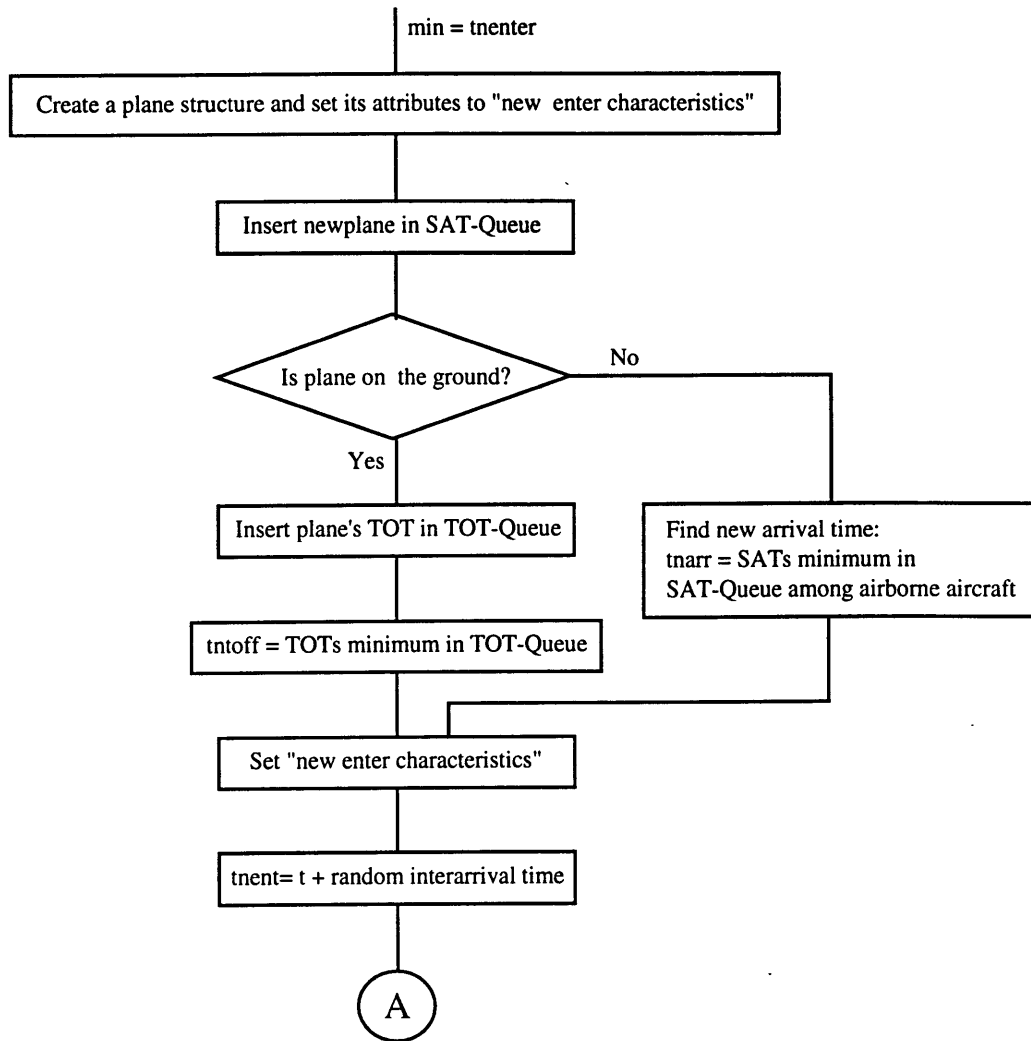 min = tnenter
Create a plane structure and set its attributes to "new enter characteristics"
Insert newplane in SAT-Queue
Is plane on the ground?
No
Yes
Insert plane's TOT in TOT-Queue
Find new arrival time:
tnarr = SATs minimum in
SAT-Queue among airborne aircraft
tntoff = TOTs minimum in TOT-Queue
Set "new enter characteristics"
tnent= t + random interarrival time
A